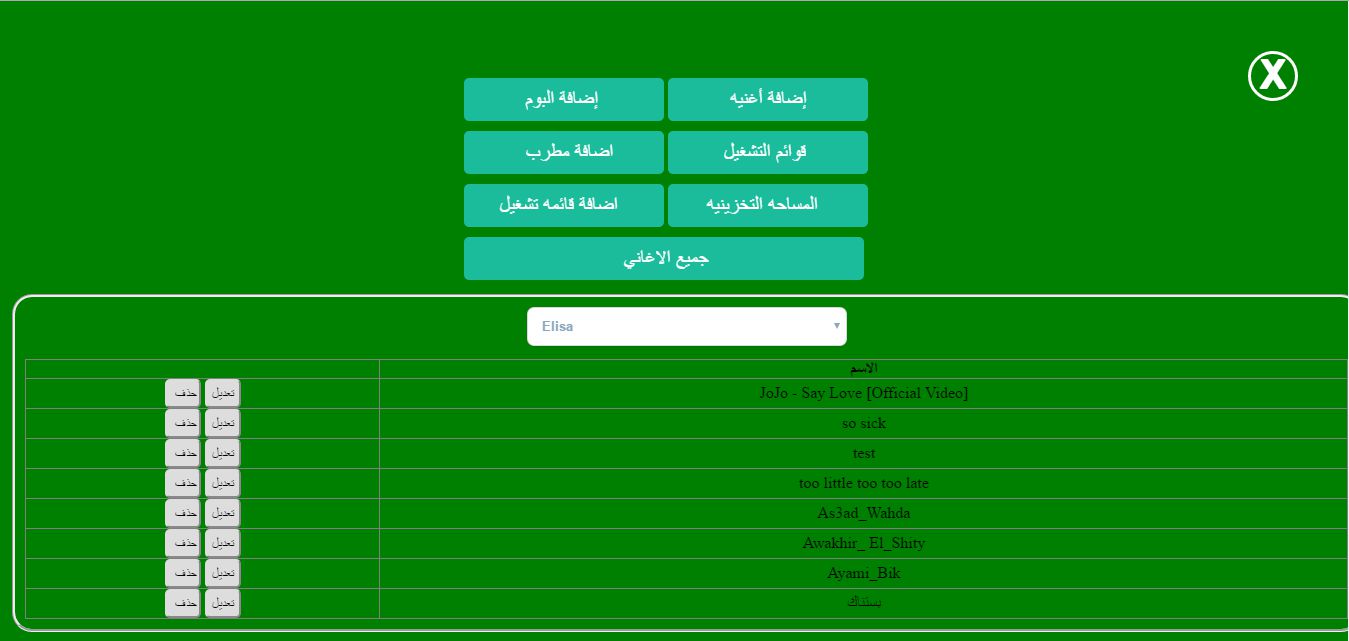 X
إضافة أغنيه
إضافة البوم
قوائم التشغيل
اضافة مطرب
المساحه التخزينيه
اضافة قائمه تشغيل
جميع الاغاني
Elisa
الاسم
JoJo - Say Love [Official Video]
تعديل حذف
so sick
تعديل حذف
test
تعديل حذف
too little too too late
تعديل حذف
As3ad_Wahda
تعديل حذف
Awakhir_ El_Shity
تعديل حذف
Ayami_Bik
تعديل حذف
بستناك
تعديل حذف